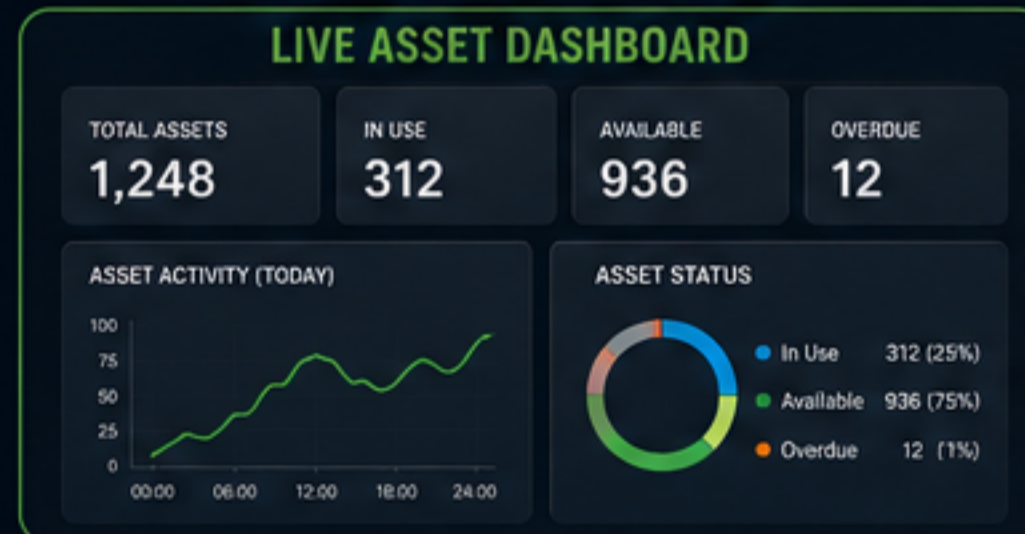 LIVE ASSET DASHBOARD
TOTAL ASSETS
1,248
IN USE
312
AVAILABLE
936
OVERDUE
12
ASSET ACTIVITY (TODAY)
100
75
50
25
0
00:00 06:00 12:00 18:00 24:00
ASSET STATUS
In Use 312 (25%)
Available 936 (75%)
Overdue 12 (1%)